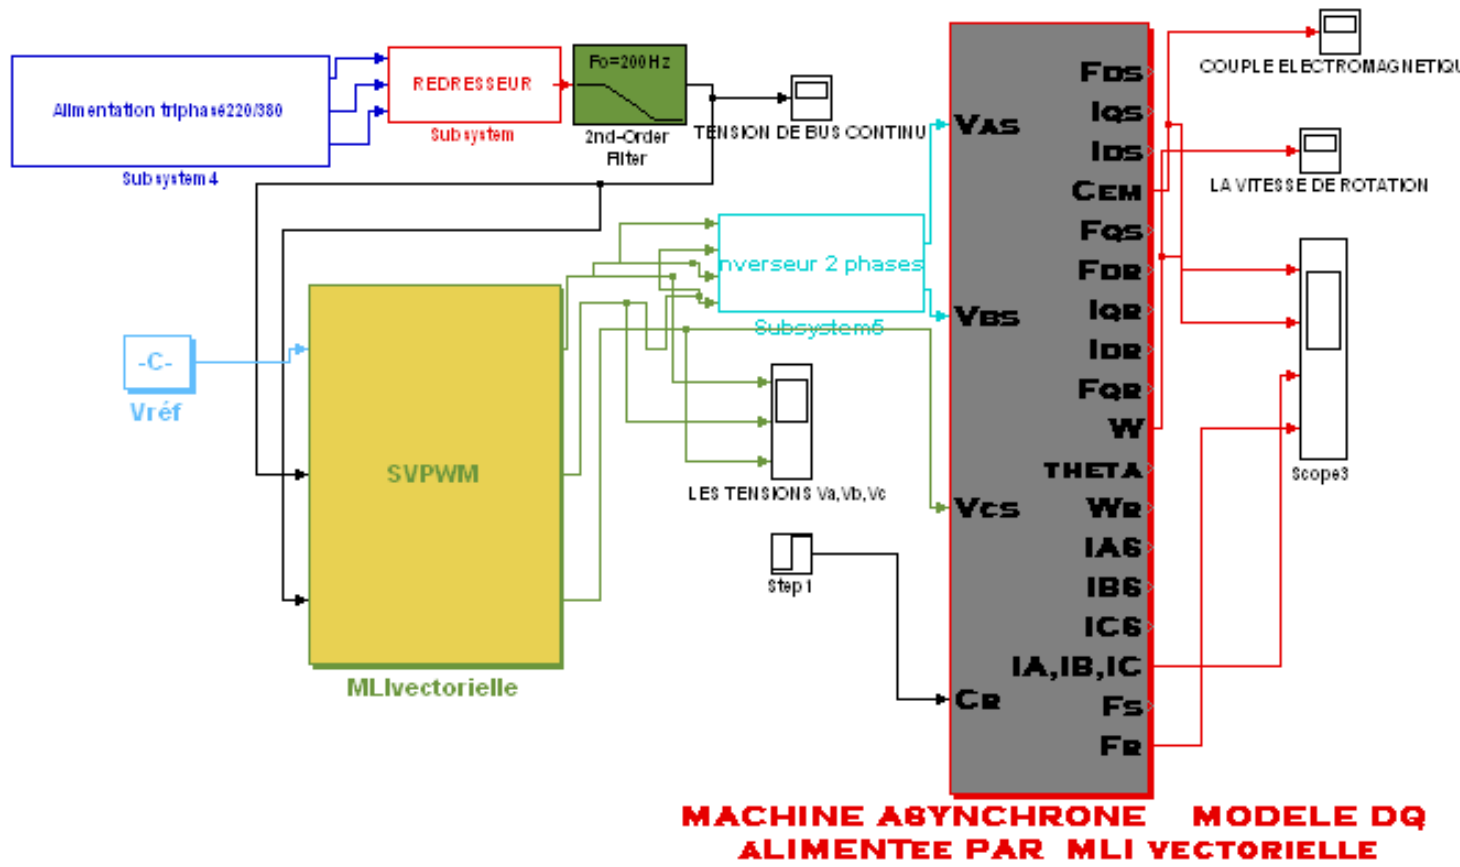 Alimentation triphasé220/380
Subsystem4
REDRESSEUR
Subsystem
Fo=200Hz
2nd-Order
Filter
TENSION DE BUS CONTINU
COUPLE ELECTROMAGNETIQU
LA VITESSE DE ROTATION
Scope3
-C-
Vréf
SVPWM
MLIvectorielle
nverseur 2 phases
Subsystem5
LES TENSIONS Va,Vb,Vc
Step1
VAS
VBS
VCS
CR
FDS
IQS
IDS
CEM
FQS
FDR
IQR
IDR
FQR
W
THETA
WR
IAS
IBS
ICS
IA,IB,IC
FS
FR
MACHINE ASYNCHRONE MODELE DQ
ALIMENTEE PAR MLI VECTORIELLE